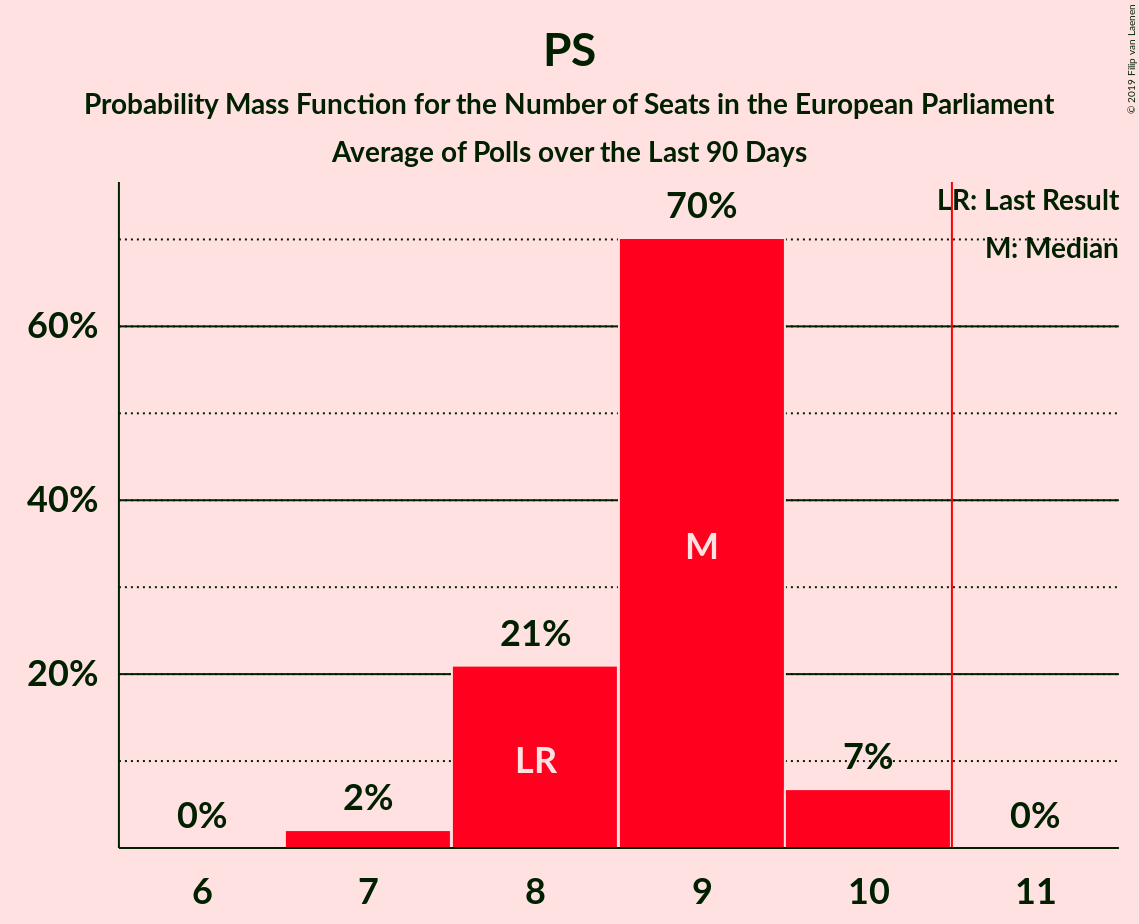 PS
Probability Mass Function for the Number of Seats in the European Parliament
Average of Polls over the Last 90 Days
© 2019 Filip van Laenen
LR: Last Result
M: Median
70%
60%
M
40%
21%
20%
LR
7%
2%
0%
0%
6 7 8 9 10 11